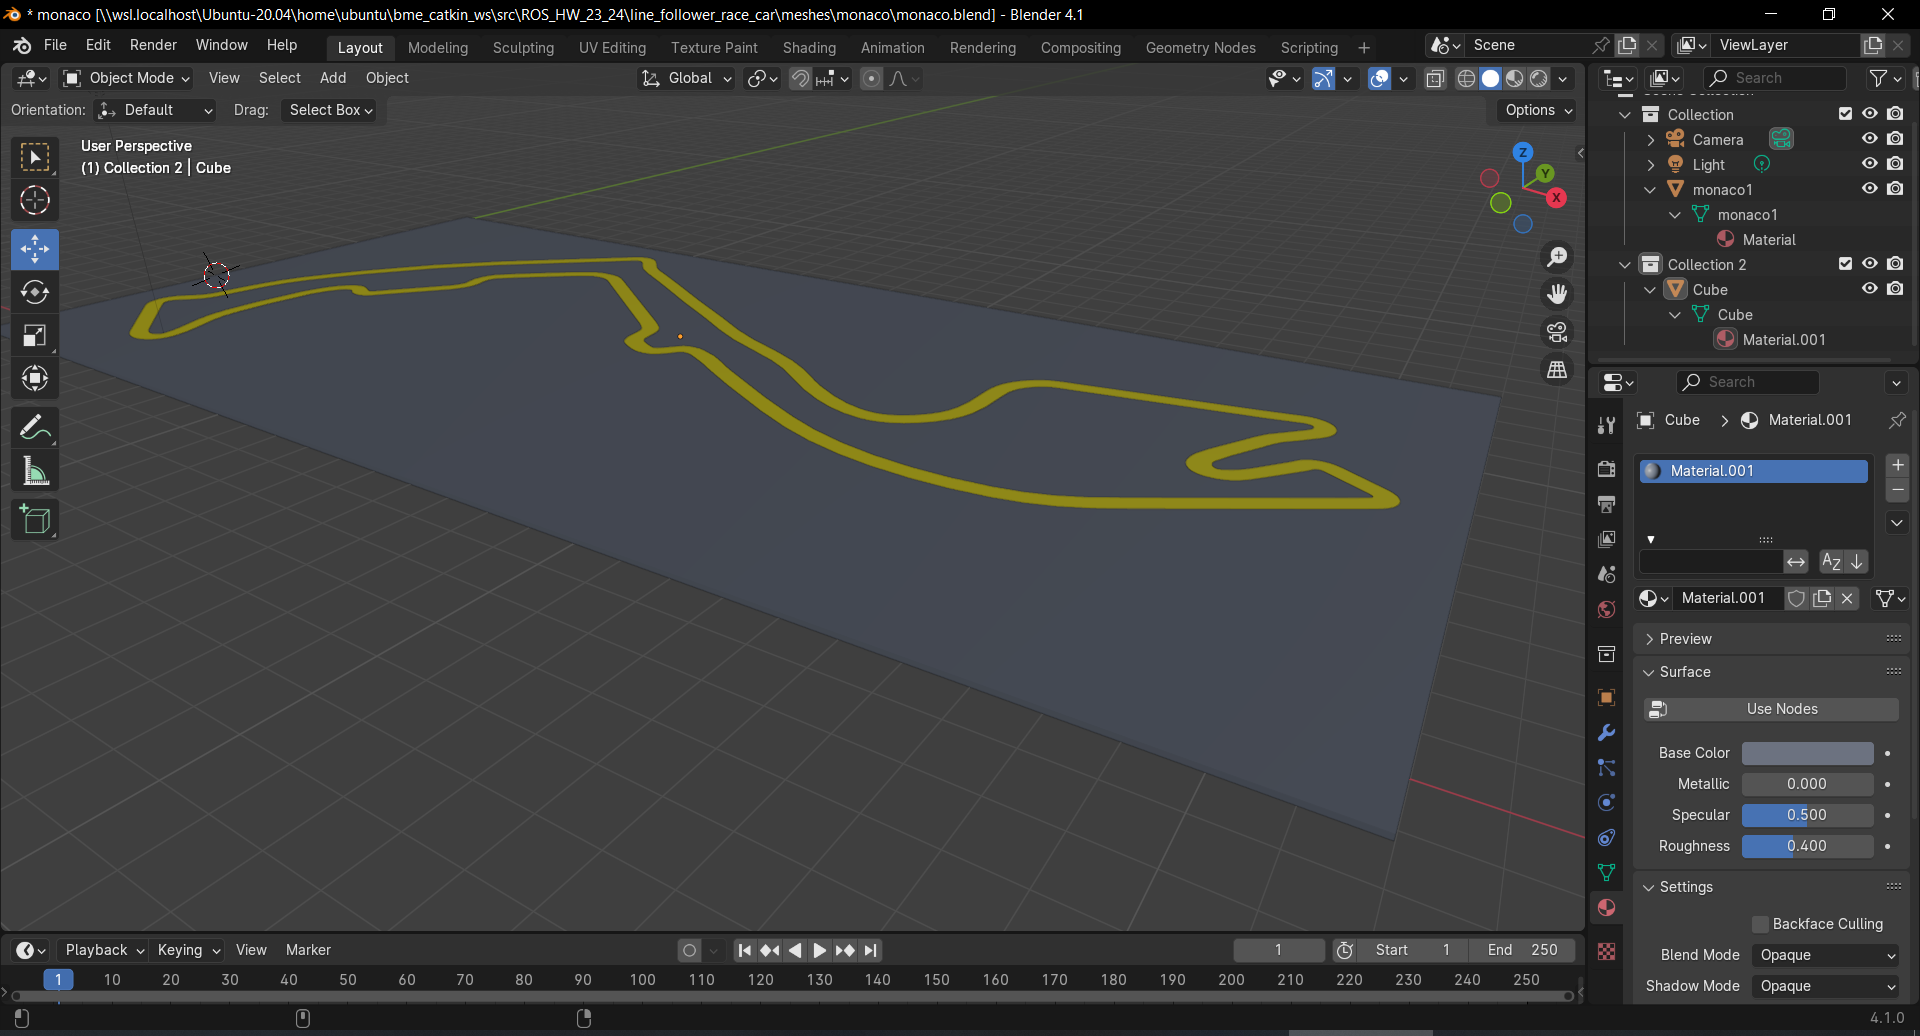 * monaco [\\wsl.localhost\Ubuntu-20.04\home\ubuntu\bme_catkin_ws\src\ROS_HW_23_24\line_follower_race_car\meshes\monaco\monaco.blend] - Blender 4.1
File Edit Render Window Help Layout Modeling Sculpting UV Editing Texture Paint Shading Animation Rendering Compositing Geometry Nodes Scripting + Scene ViewLayer
Object Mode View Select Add Object Global Search
Orientation: Default Drag: Select Box Options
User Perspective
(1) Collection 2 | Cube
Z
Y
X
Scene Collection
Collection
Camera
Light
monaco1
monaco1
Material
Collection 2
Cube
Cube
Material.001
Search
Cube > Material.001
Material.001
Material.001
Preview
Surface
Use Nodes
Base Color
Metallic 0.000
Specular 0.500
Roughness 0.400
Settings
Backface Culling
Blend Mode Opaque
Shadow Mode Opaque
Playback Keying View Marker 1 Start 1 End 250
1 10 20 30 40 50 60 70 80 90 100 110 120 130 140 150 160 170 180 190 200 210 220 230 240 250
4.1.0